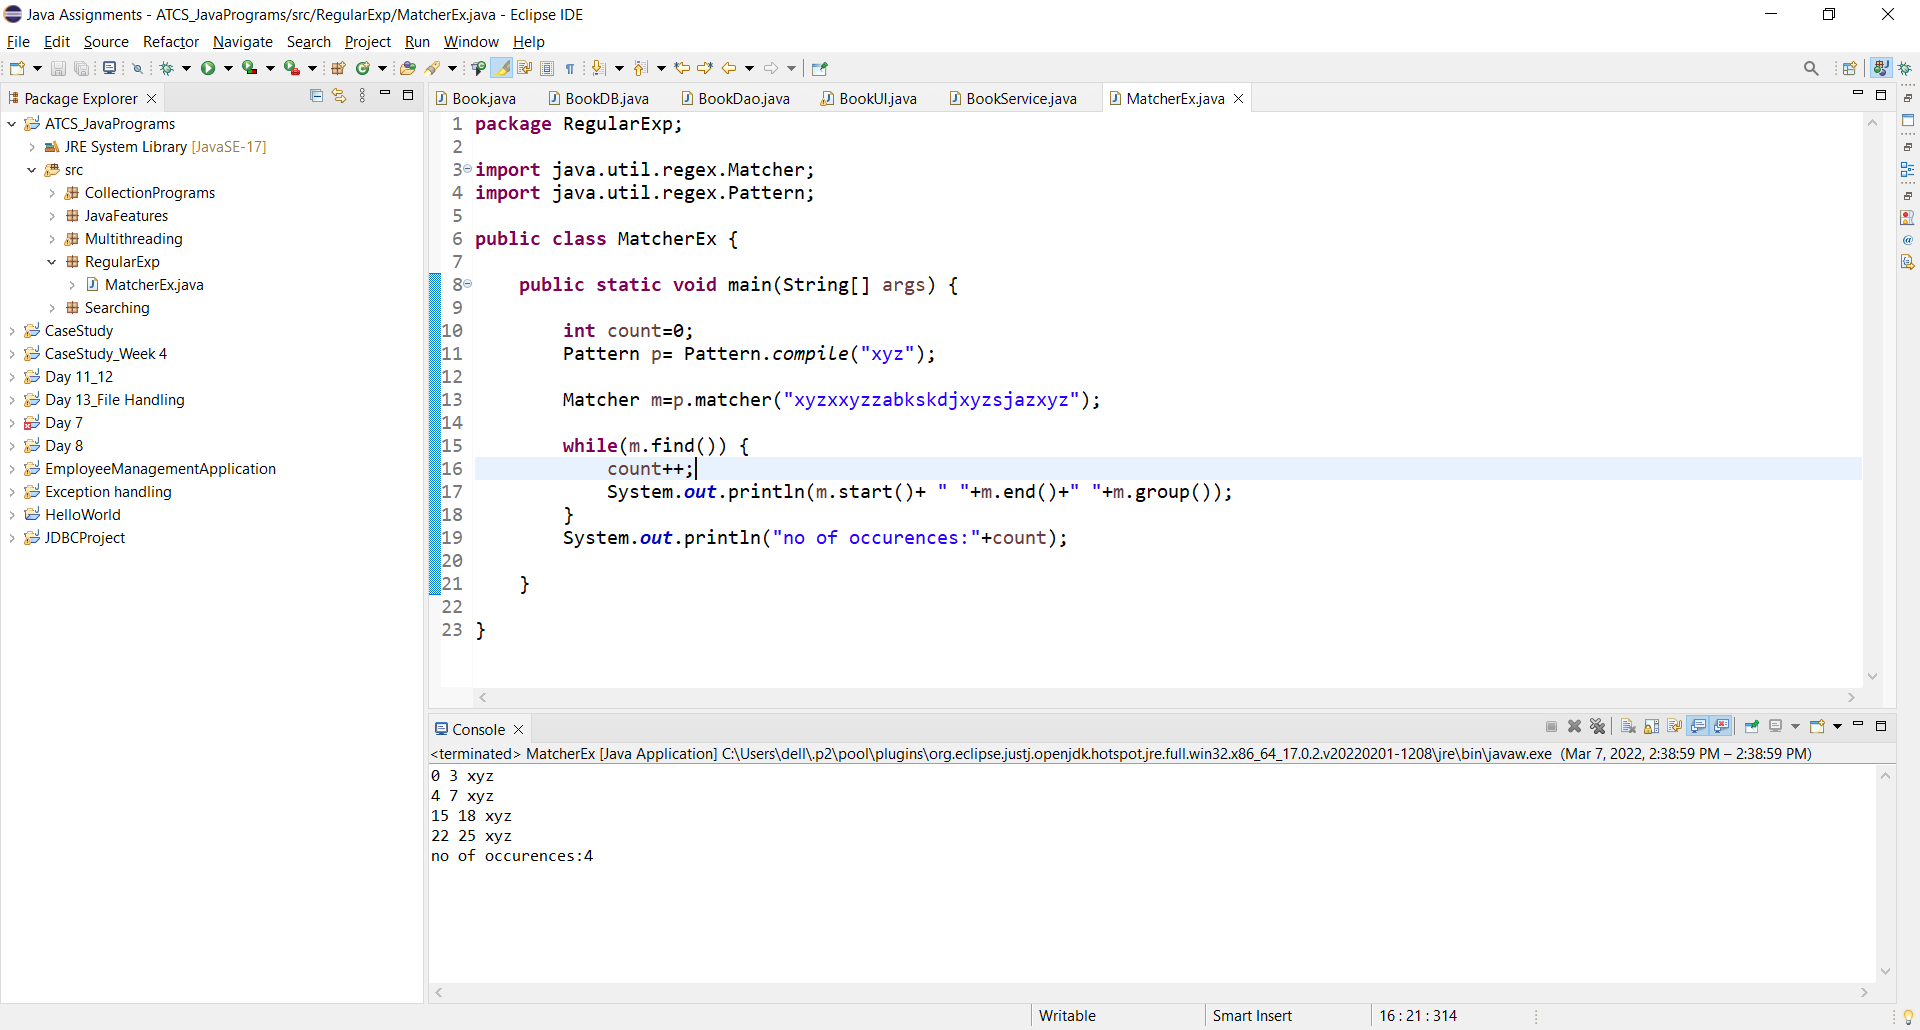 Java Assignments - ATCS_JavaPrograms/src/RegularExp/MatcherEx.java - Eclipse IDE
File Edit Source Refactor Navigate Search Project Run Window Help
Package Explorer
ATCS_JavaPrograms
JRE System Library [JavaSE-17]
src
CollectionPrograms
JavaFeatures
Multithreading
RegularExp
MatcherEx.java
Searching
CaseStudy
CaseStudy_Week 4
Day 11_12
Day 13_File Handling
Day 7
Day 8
EmployeeManagementApplication
Exception handling
HelloWorld
JDBCProject
Book.java BookDB.java BookDao.java BookUI.java BookService.java MatcherEx.java
1 package RegularExp;
2
3 import java.util.regex.Matcher;
4 import java.util.regex.Pattern;
5
6 public class MatcherEx {
7
8 public static void main(String[] args) {
9
10 int count=0;
11 Pattern p= Pattern.compile("xyz");
12
13 Matcher m=p.matcher("xyzxxyzzabkskdjxyzsjazxyz");
14
15 while(m.find()) {
16 count++;
17 System.out.println(m.start()+ " "+m.end()+" "+m.group());
18 }
19 System.out.println("no of occurences:"+count);
20
21 }
22
23 }
Console
<terminated> MatcherEx [Java Application] C:\Users\dell\.p2\pool\plugins\org.eclipse.justj.openjdk.hotspot.jre.full.win32.x86_64_17.0.2.v20220201-1208\jre\bin\javaw.exe (Mar 7, 2022, 2:38:59 PM – 2:38:59 PM)
0 3 xyz
4 7 xyz
15 18 xyz
22 25 xyz
no of occurences:4
Writable Smart Insert 16 : 21 : 314